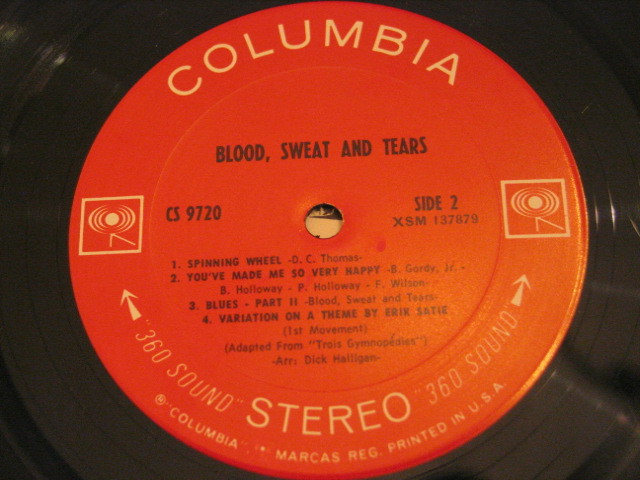 COLUMBIA
BLOOD, SWEAT AND TEARS
CS 9720
SIDE 2
XSM 137879
1. SPINNING WHEEL -D. C. Thomas-
2. YOU'VE MADE ME SO VERY HAPPY -B. Gordy, Jr. -
B. Holloway - P. Holloway - F. Wilson-
3. BLUES - PART II -Blood, Sweat and Tears-
4. VARIATION ON A THEME BY ERIK SATIE
(1st Movement)
(Adapted From "Trois Gymnopédies")
-Arr: Dick Halligan-
"360 SOUND" STEREO "360 SOUND"
℗ "COLUMBIA", MARCAS REG. PRINTED IN U.S.A.